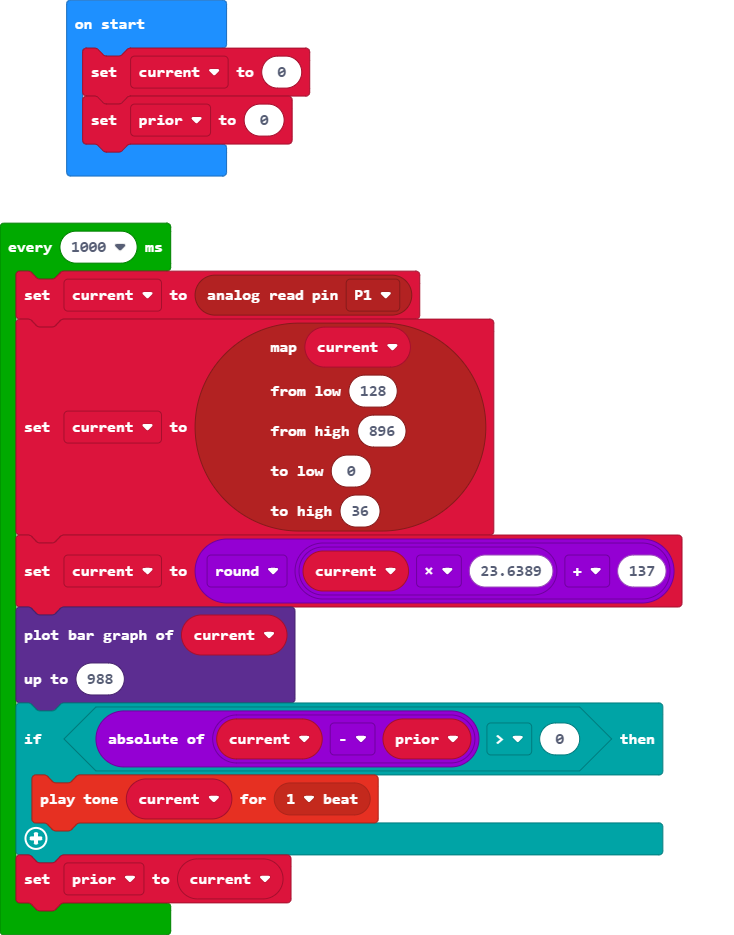 on start
set current to 0
set prior to 0
every 1000 ms
set current to analog read pin P1
map current
from low 128
set current to from high 896
to low 0
to high 36
set current to round current × 23.6389 + 137
plot bar graph of current
up to 988
if absolute of current - prior > 0 then
play tone current for 1 beat
set prior to current